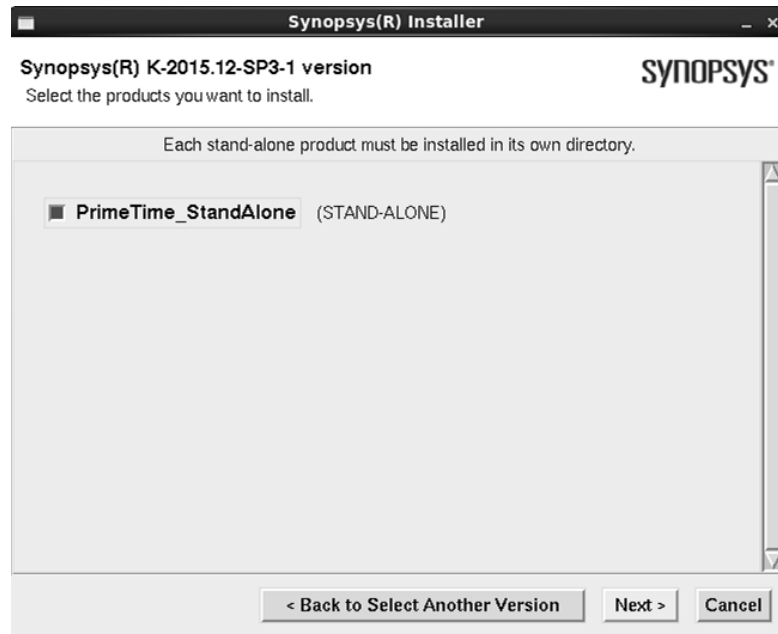 Synopsys(R) Installer
Synopsys(R) K-2015.12-SP3-1 version
SYNOPSYS®
Select the products you want to install.
Each stand-alone product must be installed in its own directory.
PrimeTime_StandAlone (STAND-ALONE)
< Back to Select Another Version Next > Cancel